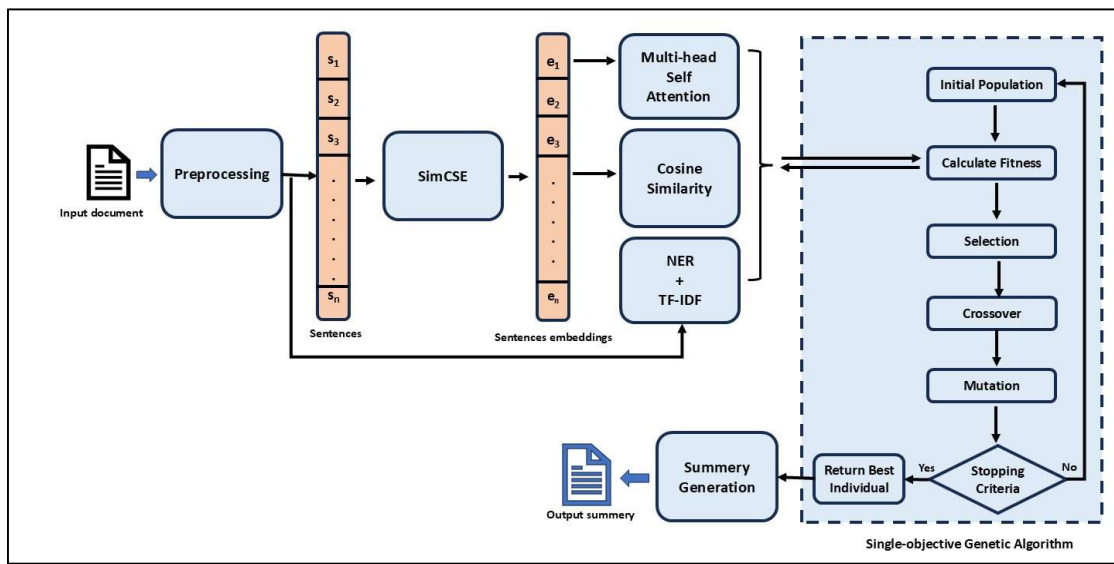 Input document
Preprocessing
s1
s2
s3
.
.
.
.
.
.
sn
Sentences
SimCSE
e1
e2
e3
.
.
.
.
.
.
en
Sentences embeddings
Multi-head
Self
Attention
Cosine
Similarity
NER
+
TF-IDF
Initial Population
Calculate Fitness
Selection
Crossover
Mutation
Stopping
Criteria
Yes
No
Return Best
Individual
Summery
Generation
Output summery
Single-objective Genetic Algorithm